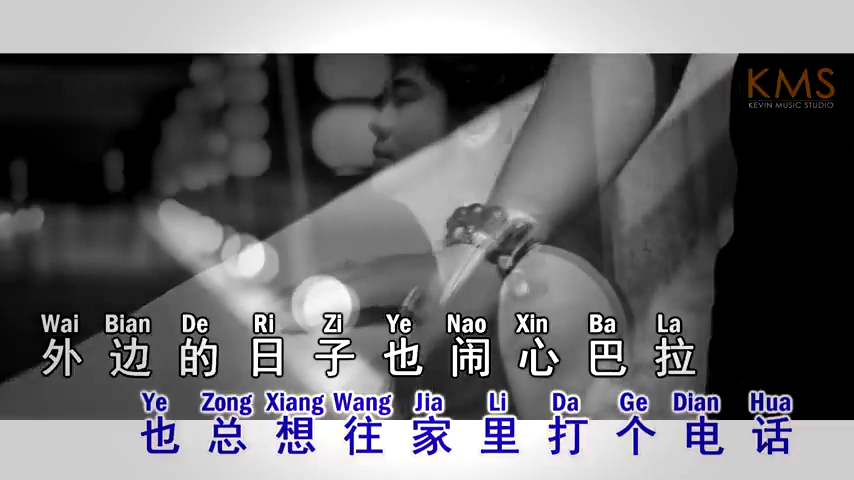 KMS
KEVIN MUSIC STUDIO
Wai Bian De Ri Zi Ye Nao Xin Ba La
外边的日子也闹心巴拉
Ye Zong Xiang Wang Jia Li Da Ge Dian Hua
也总想往家里打个电话